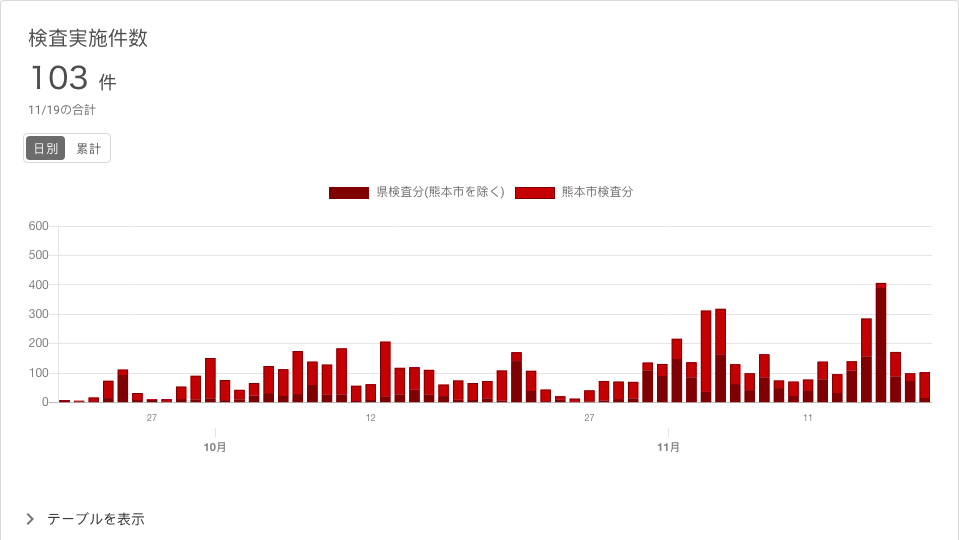 検査実施件数
103 件
11/19の合計
日別 累計
県検査分(熊本市を除く) 熊本市検査分
600
500
400
300
200
100
0
27 12 27 11
10月 11月
テーブルを表示